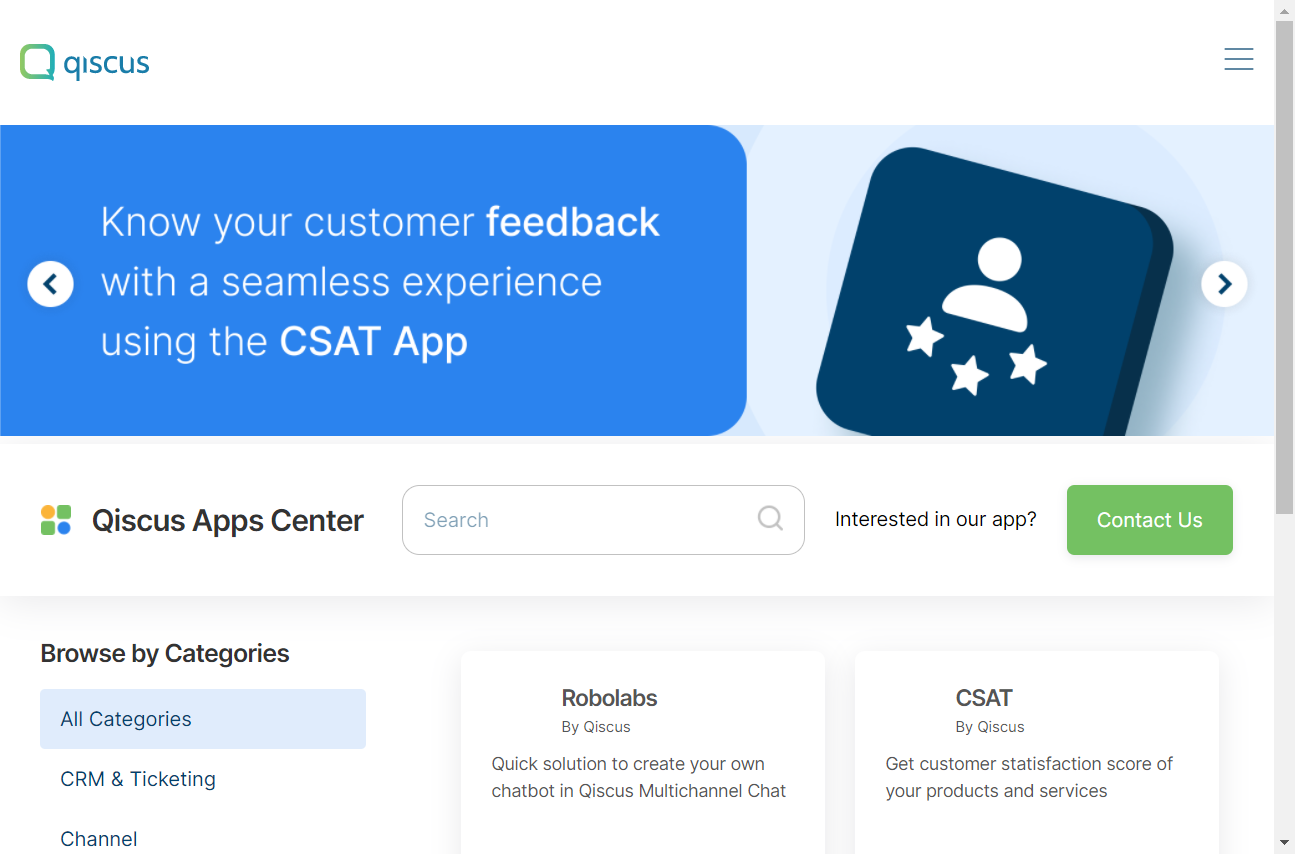 qiscus
Know your customer feedback
with a seamless experience
using the CSAT App
Qiscus Apps Center
Search
Interested in our app?
Contact Us
Browse by Categories
All Categories
CRM & Ticketing
Channel
Robolabs
By Qiscus
Quick solution to create your own
chatbot in Qiscus Multichannel Chat
CSAT
By Qiscus
Get customer statisfaction score of
your products and services